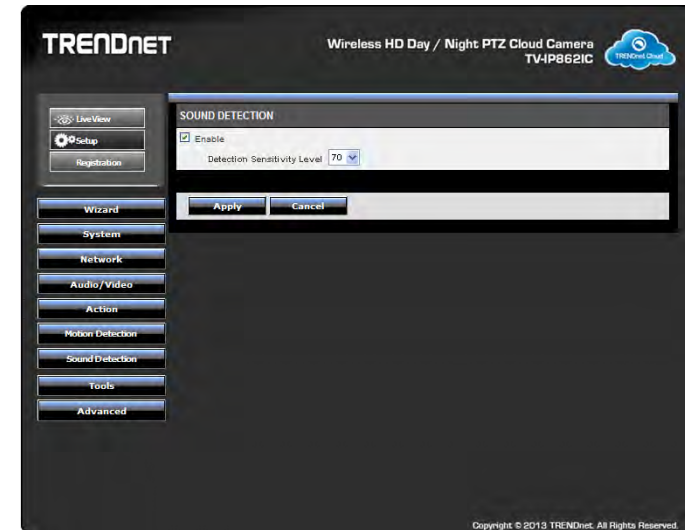 TRENDnet
Wireless HD Day / Night PTZ Cloud Camera
TV-IP862IC
TRENDnet Cloud
LiveView
Setup
Registration
SOUND DETECTION
Enable
Detection Sensitivity Level 70
Apply Cancel
Wizard
System
Network
Audio/Video
Action
Motion Detection
Sound Detection
Tools
Advanced
Copyright © 2013 TRENDnet. All Rights Reserved.